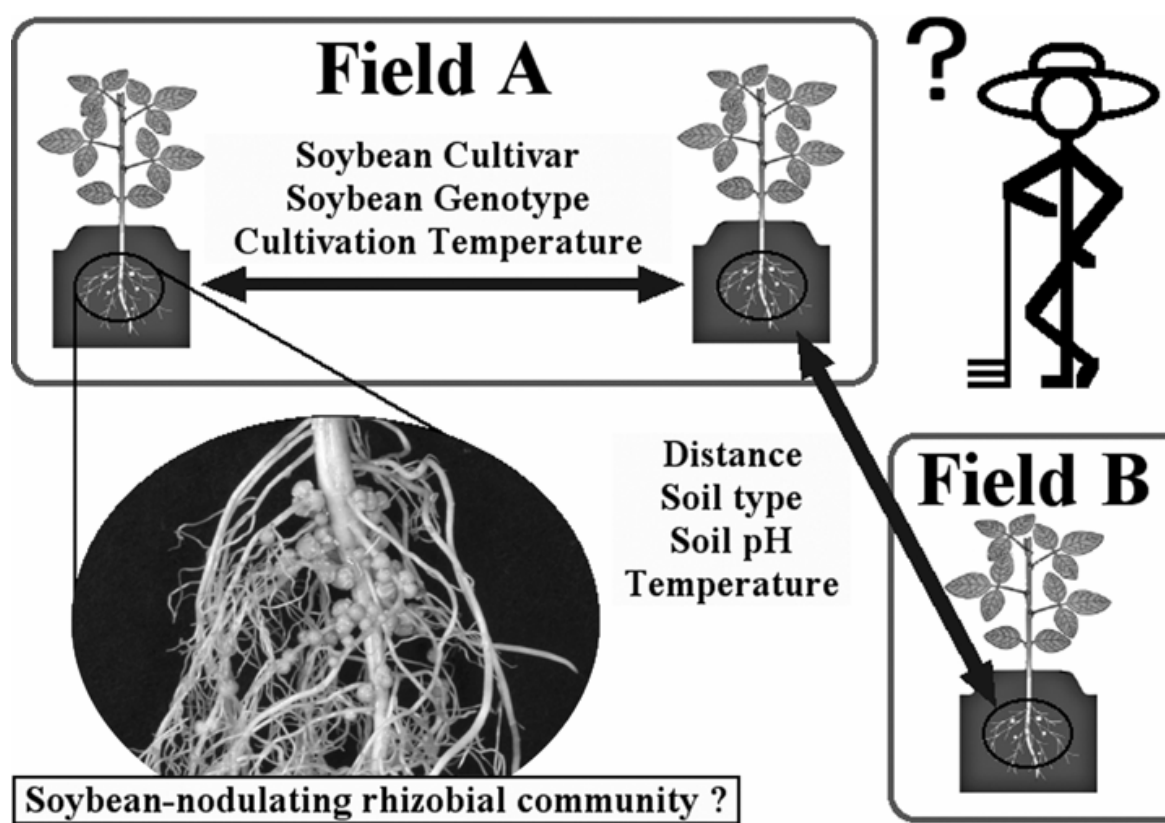 Field A
?
Soybean Cultivar
Soybean Genotype
Cultivation Temperature
Distance
Soil type
Soil pH
Temperature
Field B
Soybean-nodulating rhizobial community ?